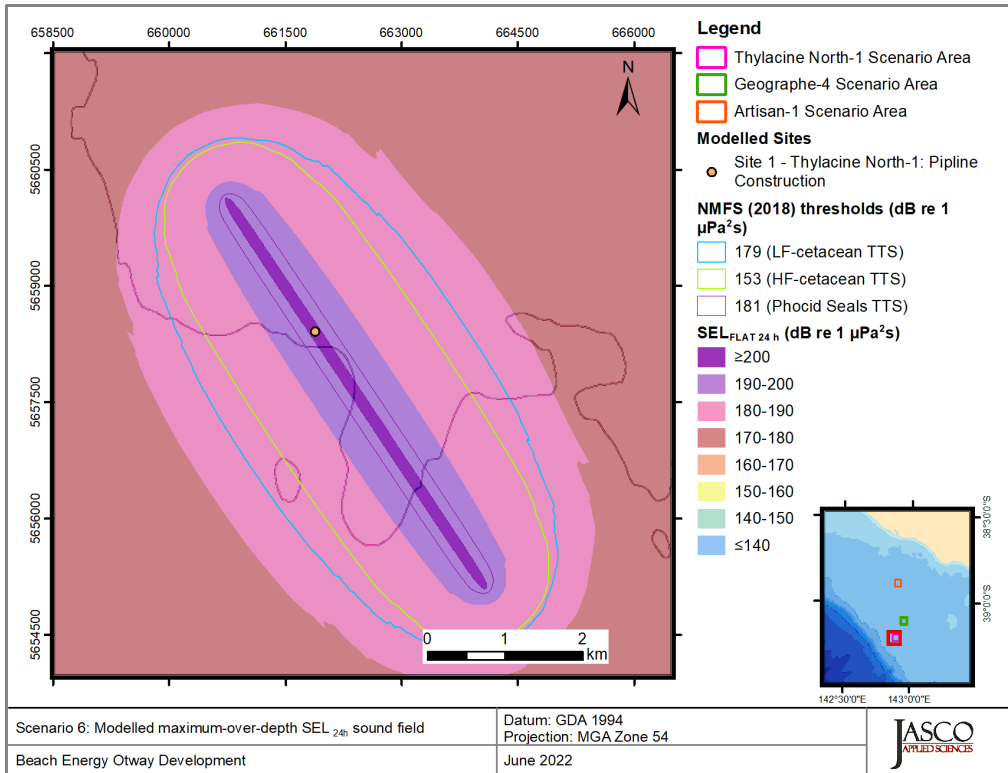 658500 660000 661500 663000 664500 666000
5660500
5659000
5657500
5656000
5654500
N
0 1 2
km
Legend
Thylacine North-1 Scenario Area
Geographe-4 Scenario Area
Artisan-1 Scenario Area
Modelled Sites
Site 1 - Thylacine North-1: Pipline
Construction
NMFS (2018) thresholds (dB re 1
µPa²s)
179 (LF-cetacean TTS)
153 (HF-cetacean TTS)
181 (Phocid Seals TTS)
SEL FLAT 24 h (dB re 1 µPa²s)
≥200
190-200
180-190
170-180
160-170
150-160
140-150
≤140
38°30'S
39°0'S
142°30'0"E 143°0'0"E
Scenario 6: Modelled maximum-over-depth SEL 24h sound field
Beach Energy Otway Development
Datum: GDA 1994
Projection: MGA Zone 54
June 2022
JASCO
APPLIED SCIENCES